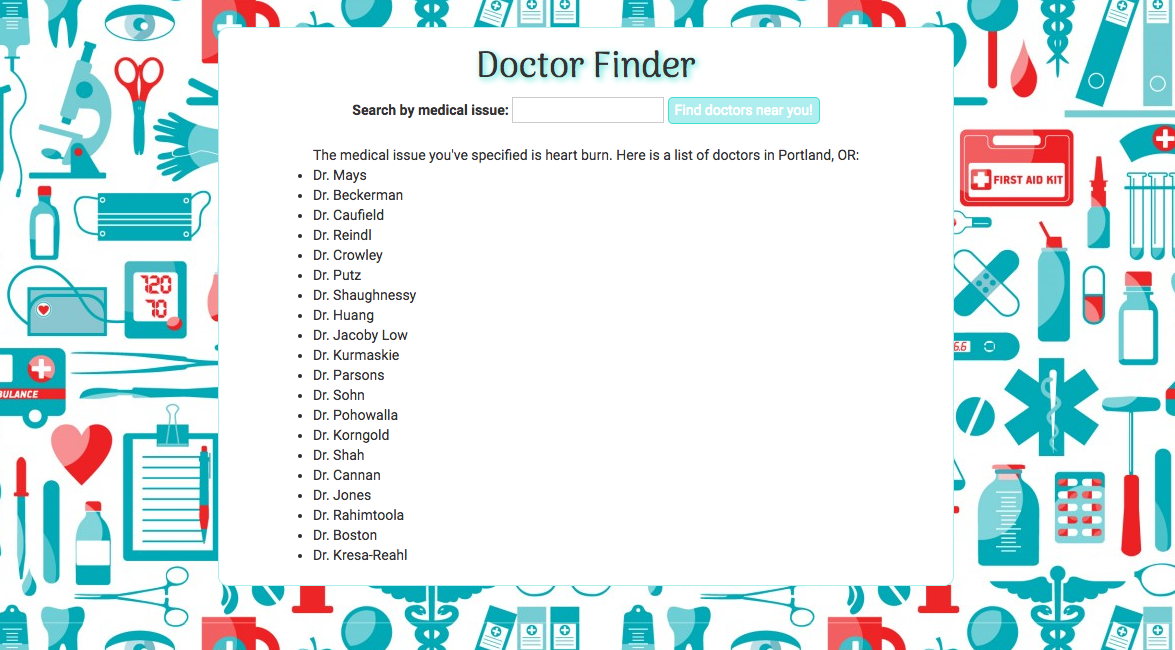 Doctor Finder
Search by medical issue: Find doctors near you!
The medical issue you've specified is heart burn. Here is a list of doctors in Portland, OR:
Dr. Mays
Dr. Beckerman
Dr. Caufield
Dr. Reindl
Dr. Crowley
Dr. Putz
Dr. Shaughnessy
Dr. Huang
Dr. Jacoby Low
Dr. Kurmaskie
Dr. Parsons
Dr. Sohn
Dr. Pohowalla
Dr. Korngold
Dr. Shah
Dr. Cannan
Dr. Jones
Dr. Rahimtoola
Dr. Boston
Dr. Kresa-Reahl
FIRST AID KIT
120
70
6.6
BULANCE